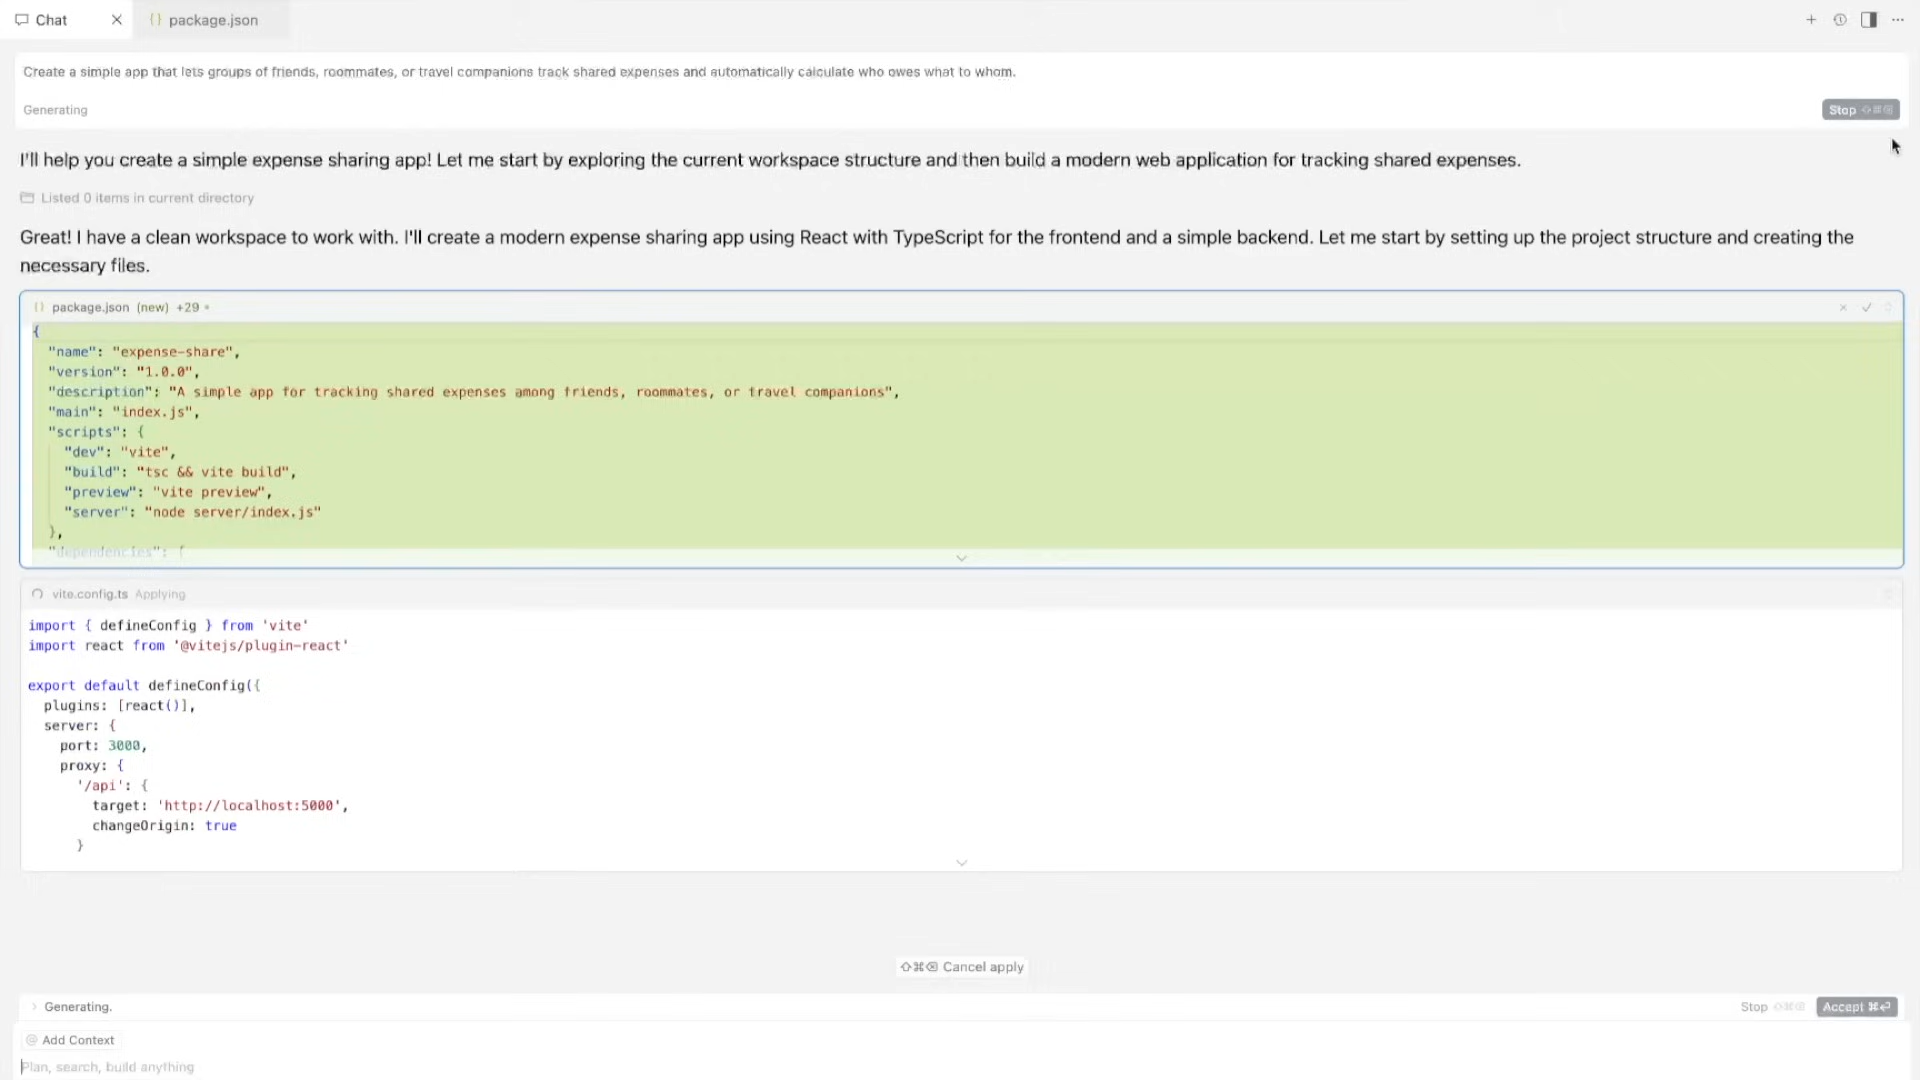 Chat
{} package.json
Create a simple app that lets groups of friends, roommates, or travel companions track shared expenses and automatically calculate who owes what to whom.
Generating
Stop ⇧⌘⌫
I'll help you create a simple expense sharing app! Let me start by exploring the current workspace structure and then build a modern web application for tracking shared expenses.
Listed 0 items in current directory
Great! I have a clean workspace to work with. I'll create a modern expense sharing app using React with TypeScript for the frontend and a simple backend. Let me start by setting up the project structure and creating the
necessary files.
{} package.json (new) +29 •
{
"name": "expense-share",
"version": "1.0.0",
"description": "A simple app for tracking shared expenses among friends, roommates, or travel companions",
"main": "index.js",
"scripts": {
"dev": "vite",
"build": "tsc && vite build",
"preview": "vite preview",
"server": "node server/index.js"
},
"dependencies": {
vite.config.ts Applying
import { defineConfig } from 'vite'
import react from '@vitejs/plugin-react'
export default defineConfig({
plugins: [react()],
server: {
port: 3000,
proxy: {
'/api': {
target: 'http://localhost:5000',
changeOrigin: true
}
⇧⌘⌫ Cancel apply
Generating.
Stop ⇧⌘⌫
Accept ⌘⏎
@ Add Context
Plan, search, build anything